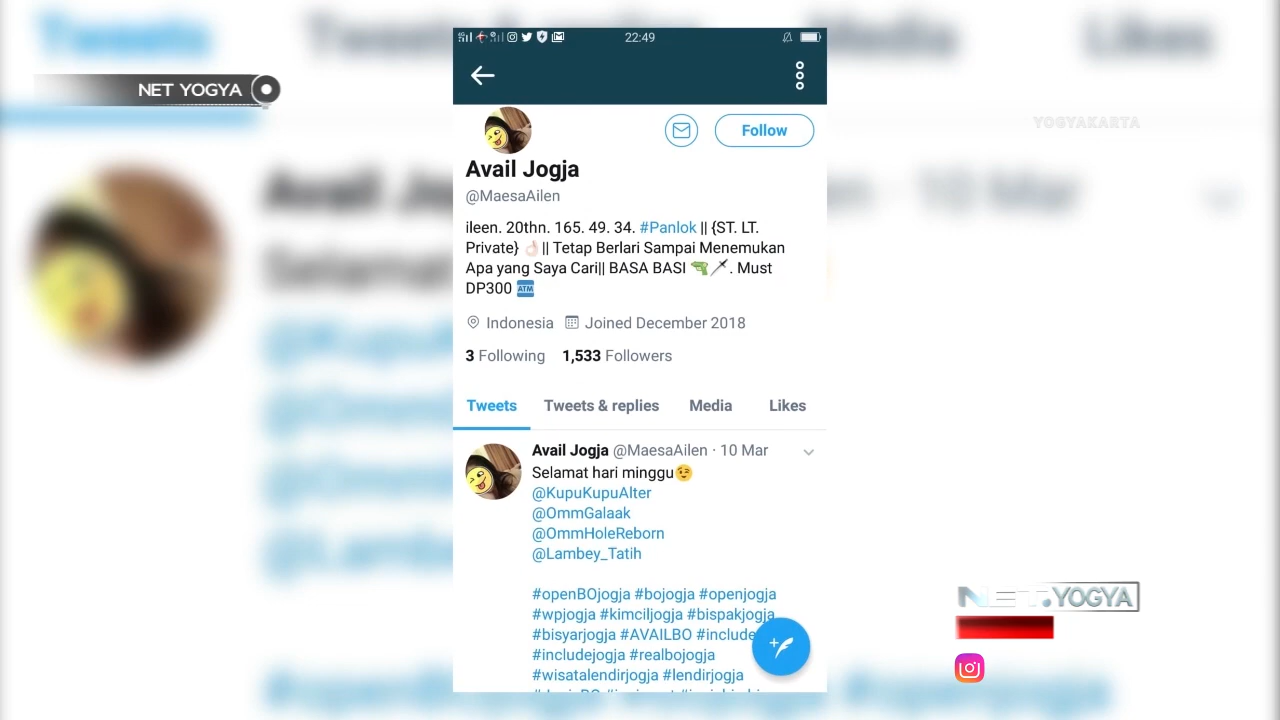 NET YOGYA
YOGYAKARTA
22:49
Follow
Avail Jogja
@MaesaAilen
ileen. 20thn. 165. 49. 34. #Panlok || {ST. LT.
Private} 👌🏻 || Tetap Berlari Sampai Menemukan
Apa yang Saya Cari|| BASA BASI 🔫🗡. Must
DP300 🏧
Indonesia Joined December 2018
3 Following 1,533 Followers
Tweets Tweets & replies Media Likes
Avail Jogja @MaesaAilen · 10 Mar
Selamat hari minggu😉
@KupuKupuAlter
@OmmGalaak
@OmmHoleReborn
@Lambey_Tatih
#openBOjogja #bojogja #openjogja
#wpjogja #kimciljogja #bispakjogja
#bisyarjogja #AVAILBO #include
#includejogja #realbojogja
#wisatalendirjogja #lendirjogja
NET.YOGYA